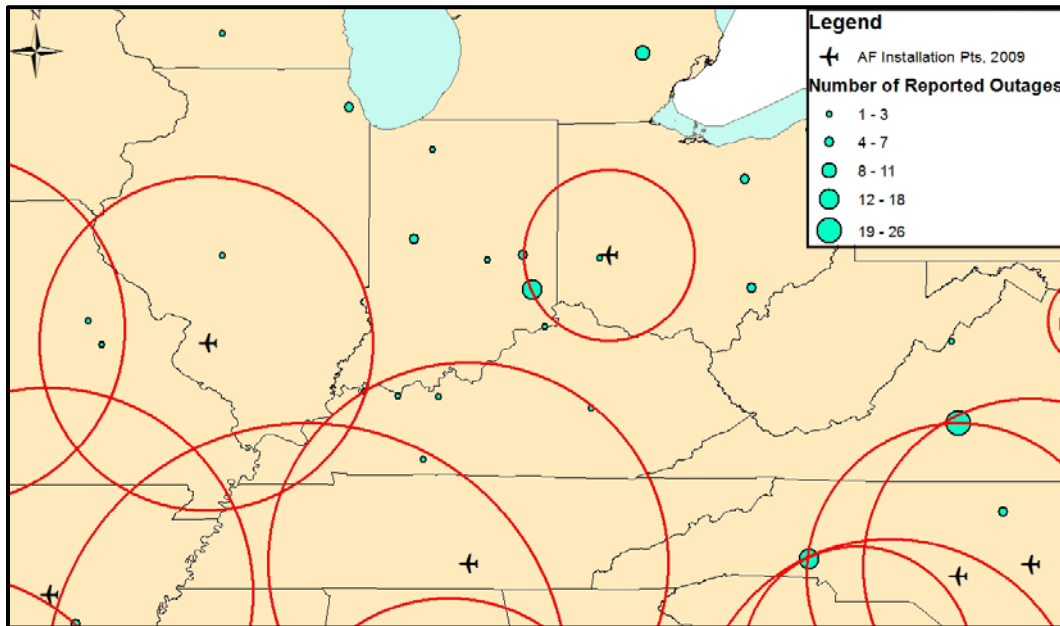 N
Legend
AF Installation Pts, 2009
Number of Reported Outages
1 - 3
4 - 7
8 - 11
12 - 18
19 - 26